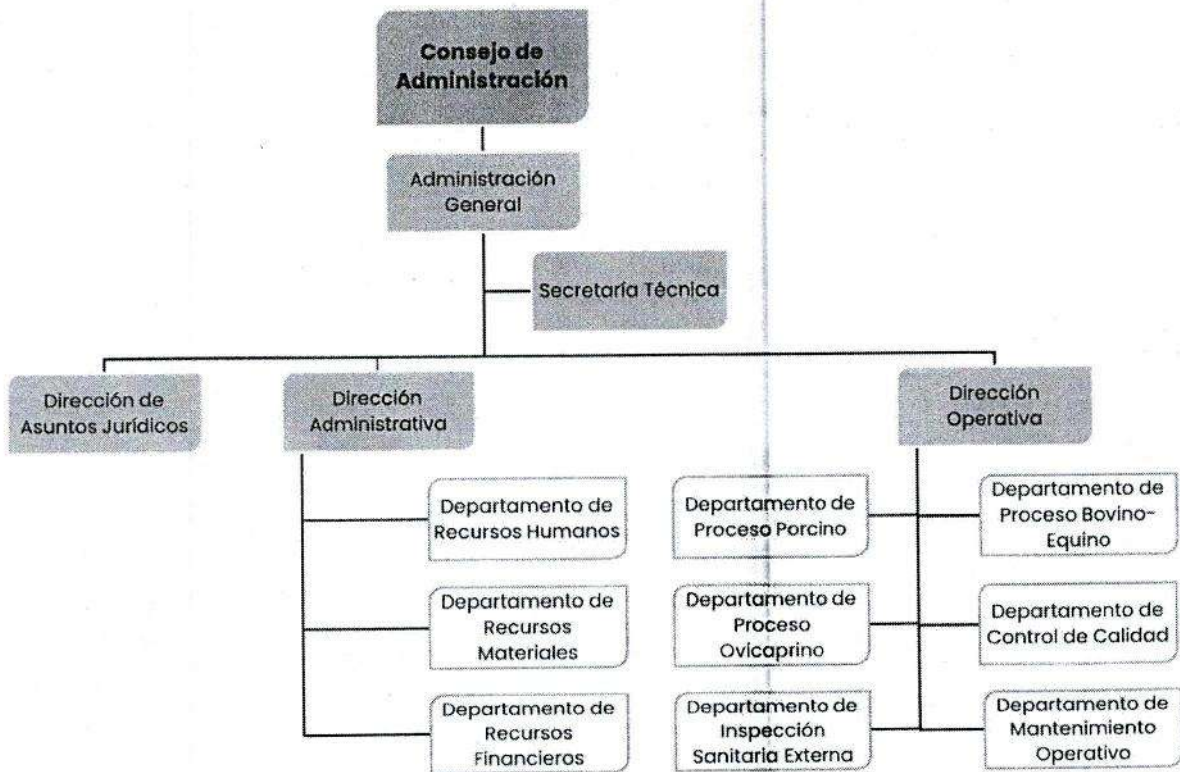 Consejo de
Administración
Administración
General
Secretaría Técnica
Dirección de
Asuntos Jurídicos
Dirección
Administrativa
Dirección
Operativa
Departamento de
Recursos Humanos
Departamento de
Proceso Porcino
Departamento de
Proceso Bovino-
Equino
Departamento de
Recursos
Materiales
Departamento de
Proceso
Ovicaprino
Departamento de
Control de Calidad
Departamento de
Recursos
Financieros
Departamento de
Inspección
Sanitaria Externa
Departamento de
Mantenimiento
Operativo